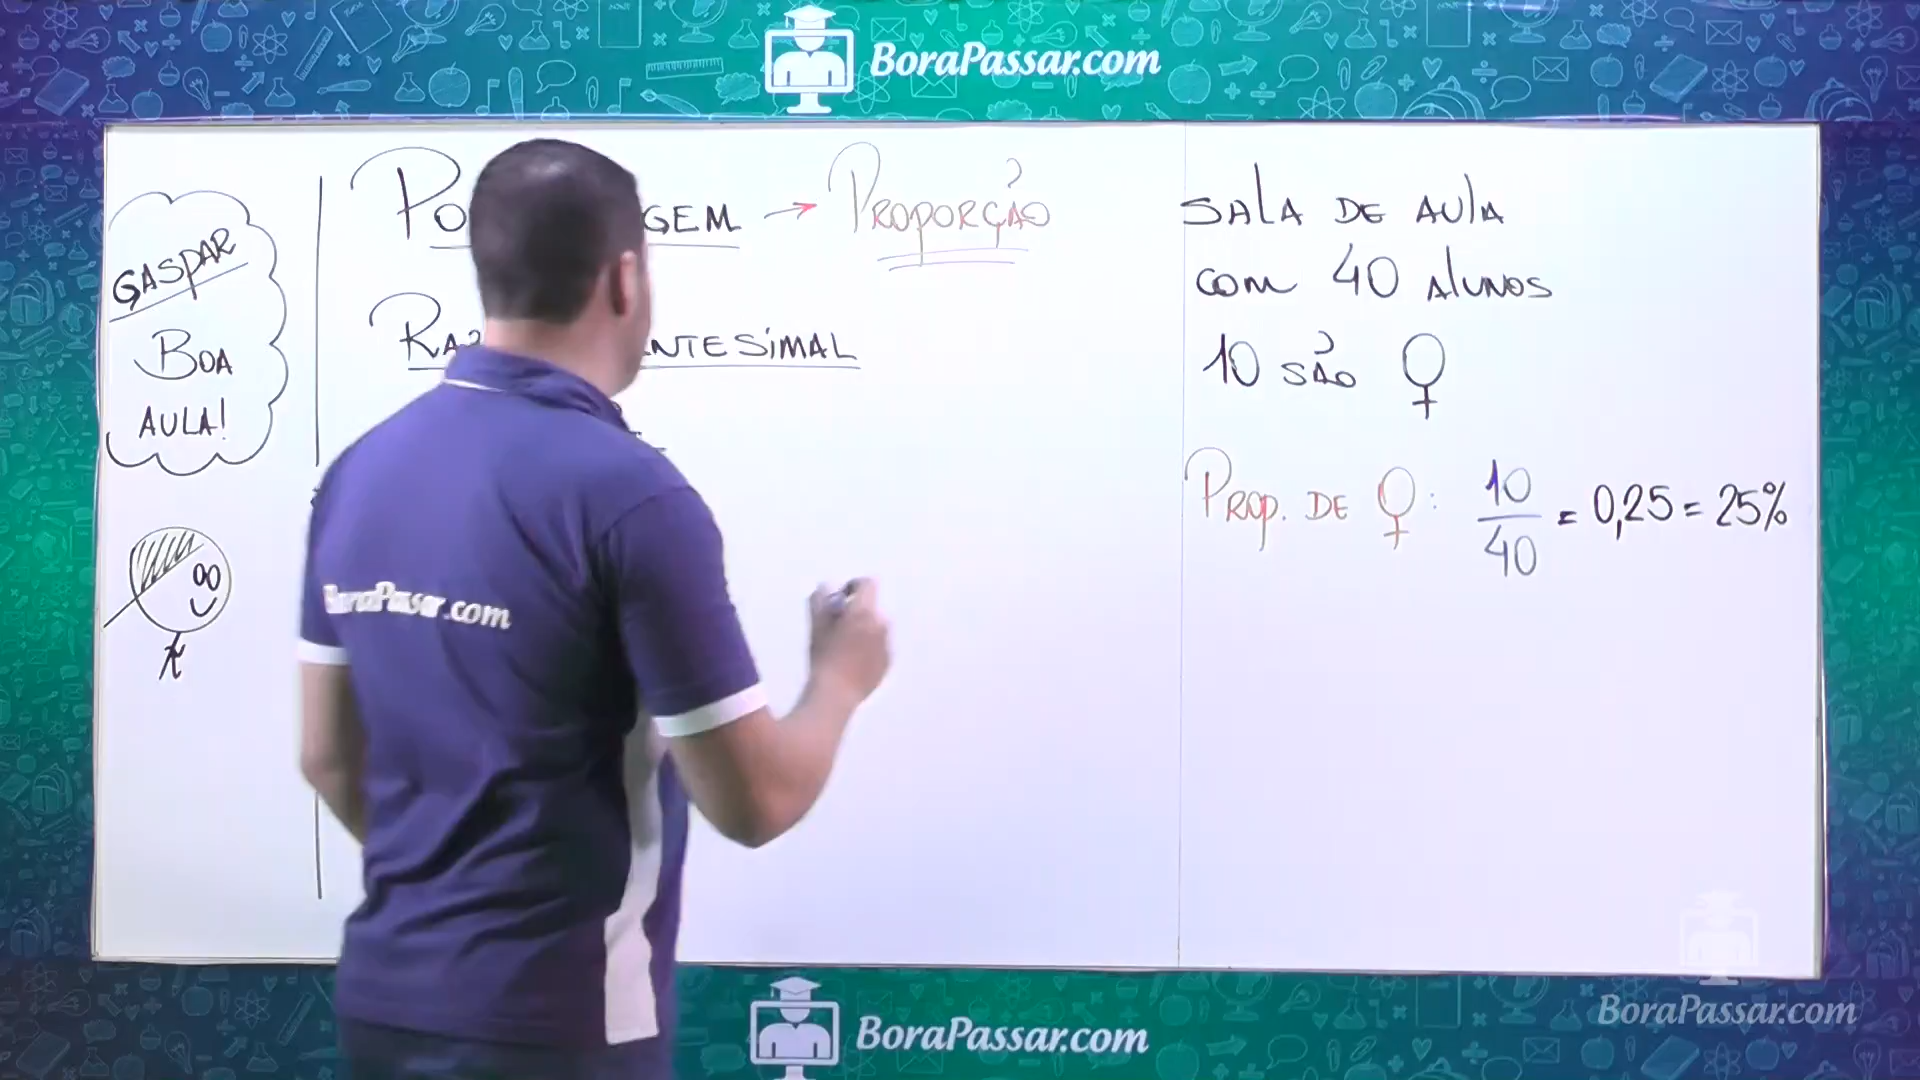 BoraPassar.com
GASPAR
BOA
AULA!
GEM → PROPORÇÃO
NTESIMAL
SALA DE AULA
COM 40 ALUNOS
10 SÃO ♀
PROP. DE ♀: 10/40 = 0,25 = 25%
BoraPassar.com
BoraPassar.com
BoraPassar.com